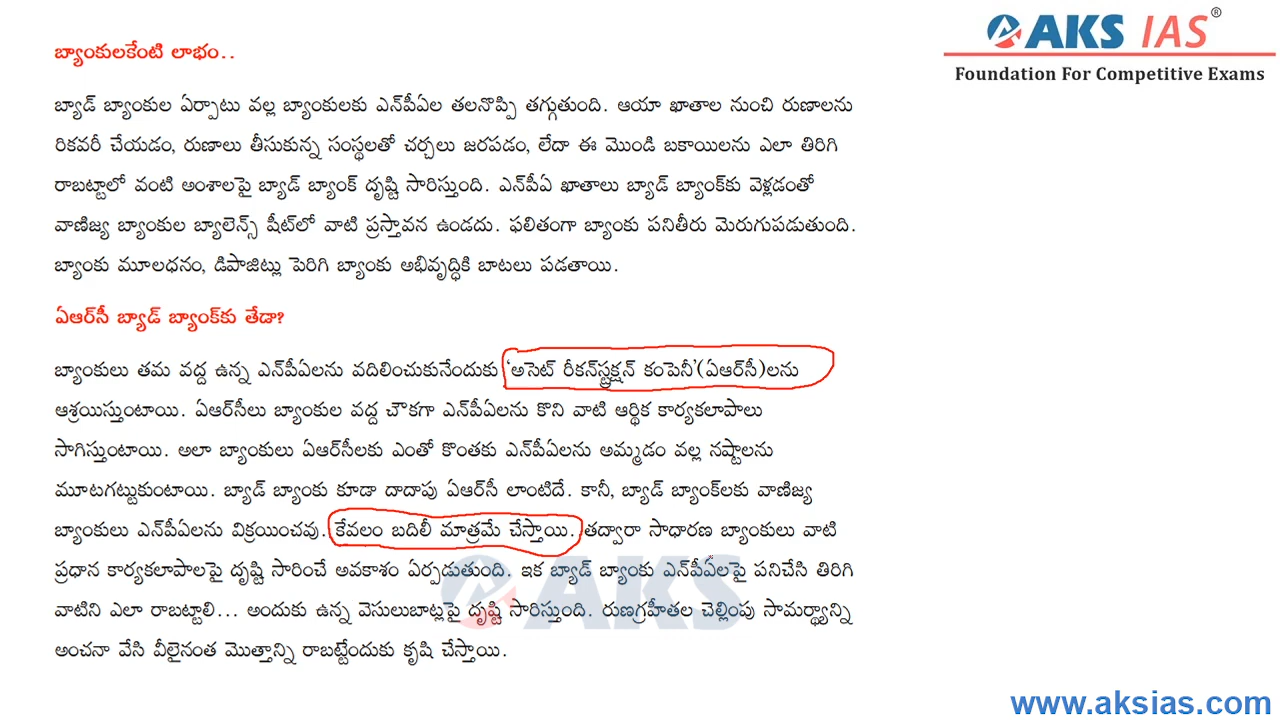 AKS IAS®
Foundation For Competitive Exams
బ్యాంకులకేంటి లాభం..
బ్యాడ్ బ్యాంకుల ఏర్పాటు వల్ల బ్యాంకులకు ఎన్‌పీఏల తలనొప్పి తగ్గుతుంది. ఆయా ఖాతాల నుంచి రుణాలను
రికవరీ చేయడం, రుణాలు తీసుకున్న సంస్థలతో చర్చలు జరపడం, లేదా ఈ మొండి బకాయిలను ఎలా తిరిగి
రాబట్టాలో వంటి అంశాలపై బ్యాడ్ బ్యాంక్ దృష్టి సారిస్తుంది. ఎన్‌పీఏ ఖాతాలు బ్యాడ్ బ్యాంక్‌కు వెళ్లడంతో
వాణిజ్య బ్యాంకుల బ్యాలెన్స్ షీట్‌లో వాటి ప్రస్తావన ఉండదు. ఫలితంగా బ్యాంకు పనితీరు మెరుగుపడుతుంది.
బ్యాంకు మూలధనం, డిపాజిట్లు పెరిగి బ్యాంకు అభివృద్ధికి బాటలు పడతాయి.
ఏఆర్‌సీ బ్యాడ్ బ్యాంక్‌కు తేడా?
బ్యాంకులు తమ వద్ద ఉన్న ఎన్‌పీఏలను వదిలించుకునేందుకు ‘అసెట్ రీకన్‌స్ట్రక్షన్ కంపెనీ’(ఏఆర్‌సీ)లను
ఆశ్రయిస్తుంటాయి. ఏఆర్‌సీలు బ్యాంకుల వద్ద చౌకగా ఎన్‌పీఏలను కొని వాటి ఆర్థిక కార్యకలాపాలు
సాగిస్తుంటాయి. అలా బ్యాంకులు ఏఆర్‌సీలకు ఎంతో కొంతకు ఎన్‌పీఏలను అమ్మడం వల్ల నష్టాలను
మూటగట్టుకుంటాయి. బ్యాడ్ బ్యాంకు కూడా దాదాపు ఏఆర్‌సీ లాంటిదే. కానీ, బ్యాడ్ బ్యాంక్‌లకు వాణిజ్య
బ్యాంకులు ఎన్‌పీఏలను విక్రయించవు. కేవలం బదిలీ మాత్రమే చేస్తాయి. తద్వారా సాధారణ బ్యాంకులు వాటి
ప్రధాన కార్యకలాపాలపై దృష్టి సారించే అవకాశం ఏర్పడుతుంది. ఇక బ్యాడ్ బ్యాంకు ఎన్‌పీఏలపై పనిచేసి తిరిగి
వాటిని ఎలా రాబట్టాలి... అందుకు ఉన్న వెసులుబాట్లపై దృష్టి సారిస్తుంది. రుణగ్రహీతల చెల్లింపు సామర్థ్యాన్ని
అంచనా వేసి వీలైనంత మొత్తాన్ని రాబట్టేందుకు కృషి చేస్తాయి.
AKS
www.aksias.com